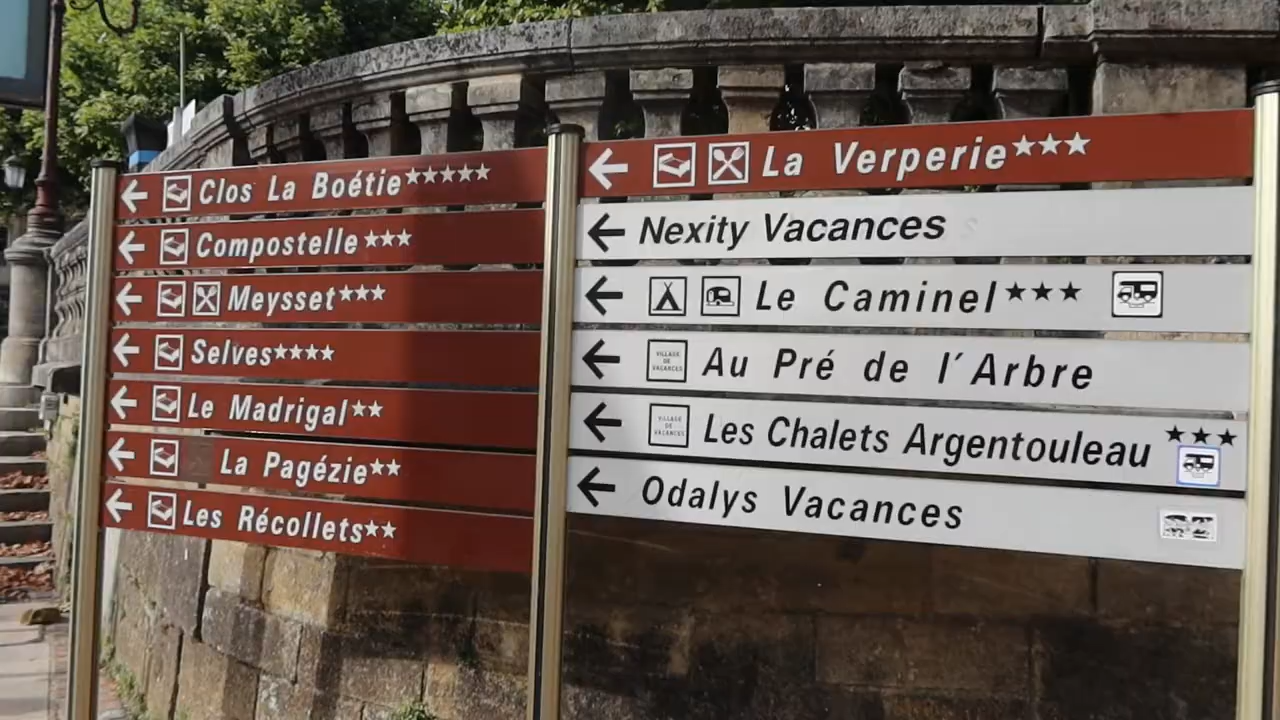 Clos La Boétie*****
Compostelle***
Meysset***
Selves****
Le Madrigal**
La Pagézie**
Les Récollets**
La Verperie***
Nexity Vacances
Le Caminel***
VILLAGE
DE
VACANCES
Au Pré de l'Arbre
VILLAGE
DE
VACANCES
Les Chalets Argentouleau ***
Odalys Vacances